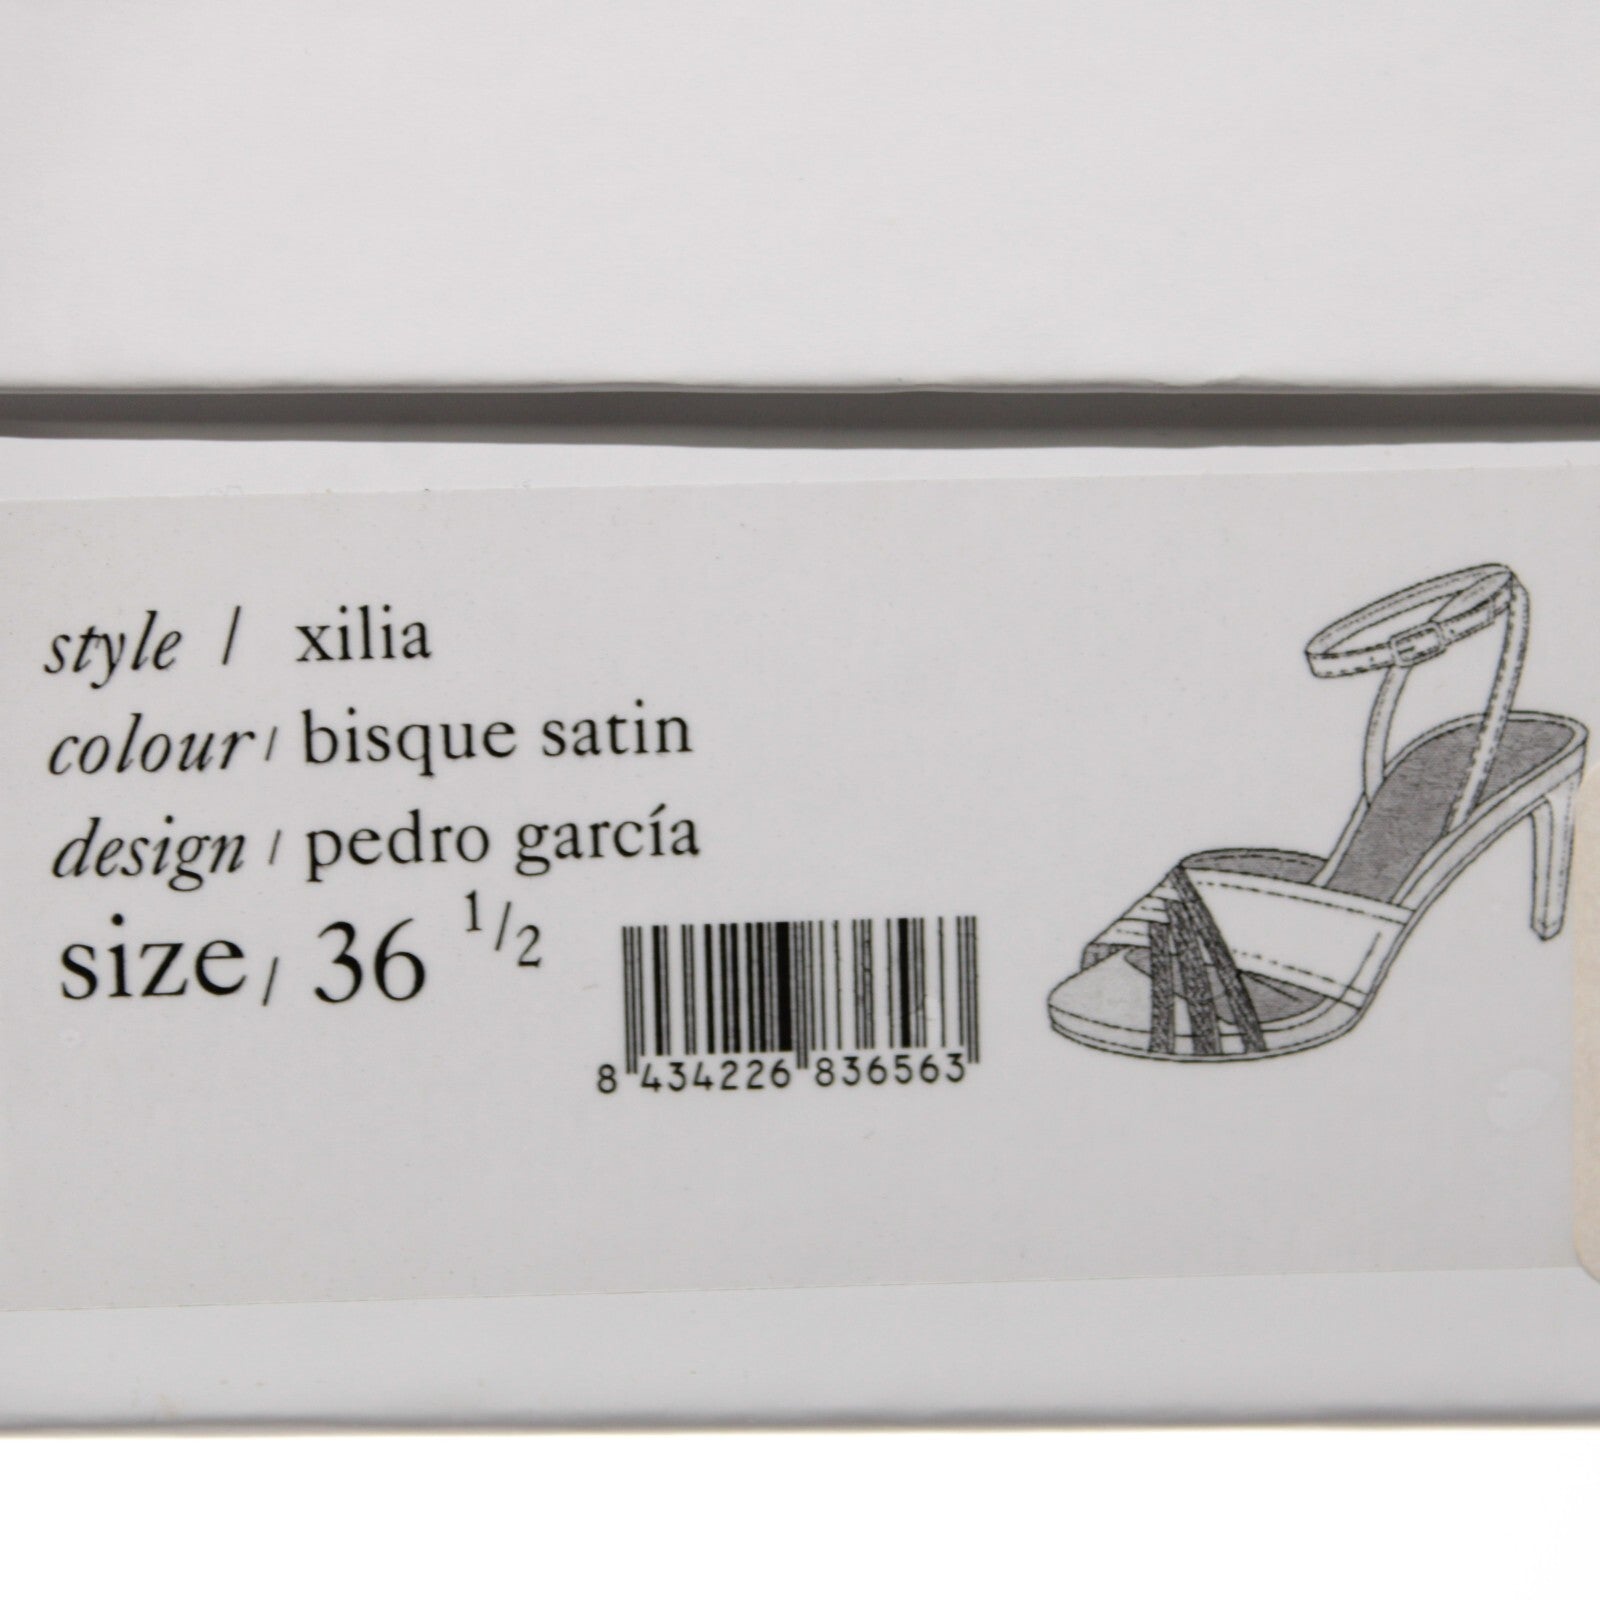 style / xilia
colour / bisque satin
design / pedro garcía
size / 36 1/2
8 434226 836563